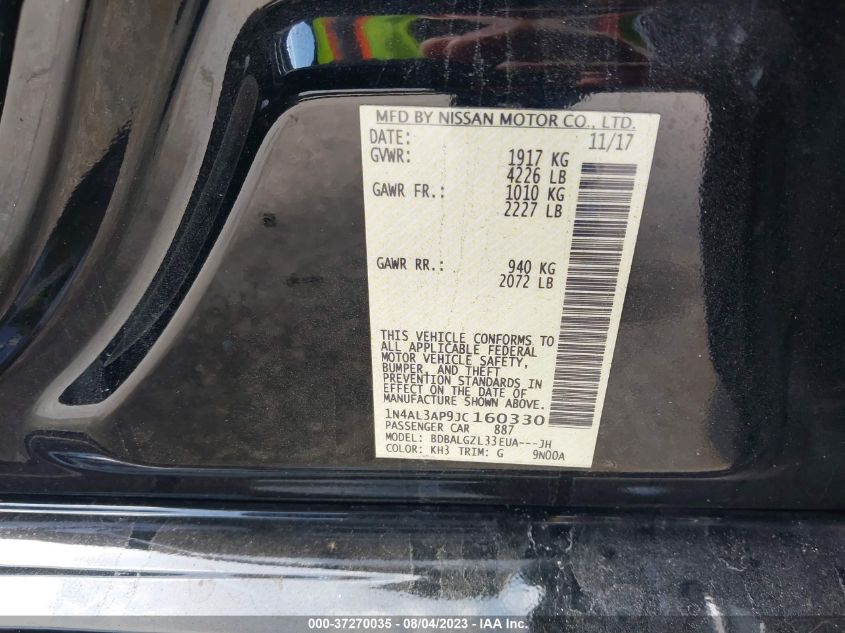 MFD BY NISSAN MOTOR CO., LTD.
DATE: 11/17
GVWR: 1917 KG
4226 LB
GAWR FR.: 1010 KG
2227 LB
GAWR RR.: 940 KG
2072 LB
THIS VEHICLE CONFORMS TO
ALL APPLICABLE FEDERAL
MOTOR VEHICLE SAFETY,
BUMPER, AND THEFT
PREVENTION STANDARDS IN
EFFECT ON THE DATE OF
MANUFACTURE SHOWN ABOVE.
1N4AL3AP9JC160330
PASSENGER CAR 887
MODEL: BDBALGZL33EUA---JH
COLOR: KH3 TRIM: G 9N00A
000-37270035 - 08/04/2023 - IAA Inc.